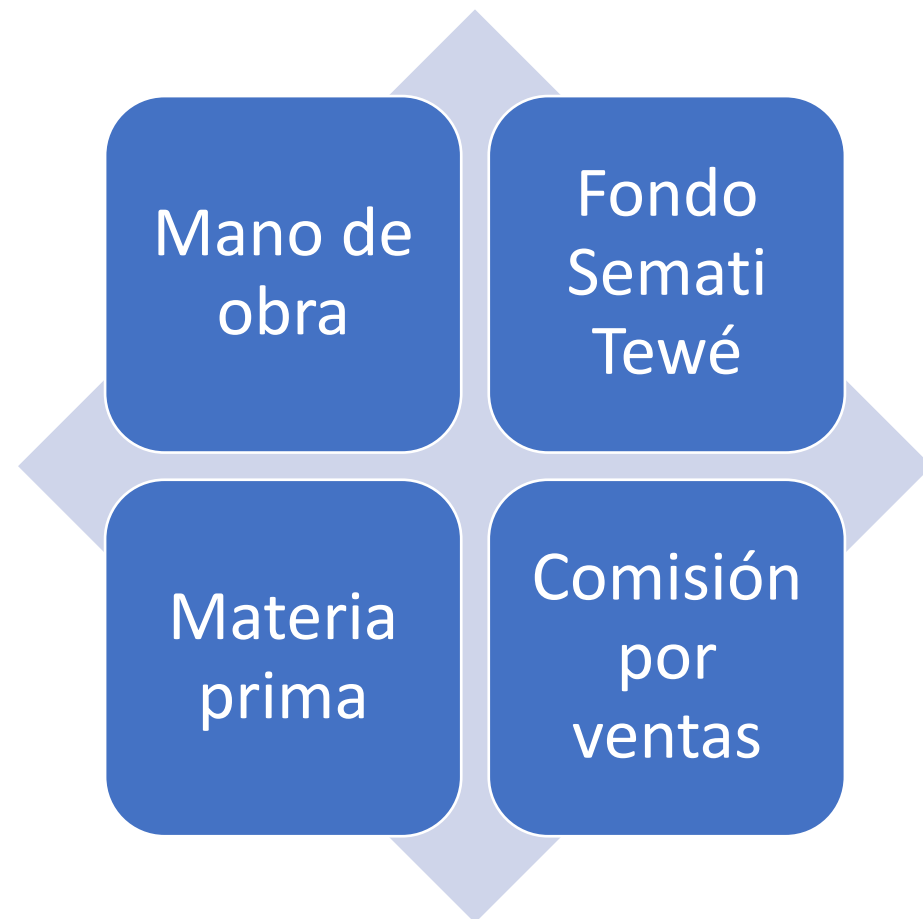 Mano de
obra
Fondo
Semati
Tewé
Materia
prima
Comisión
por
ventas